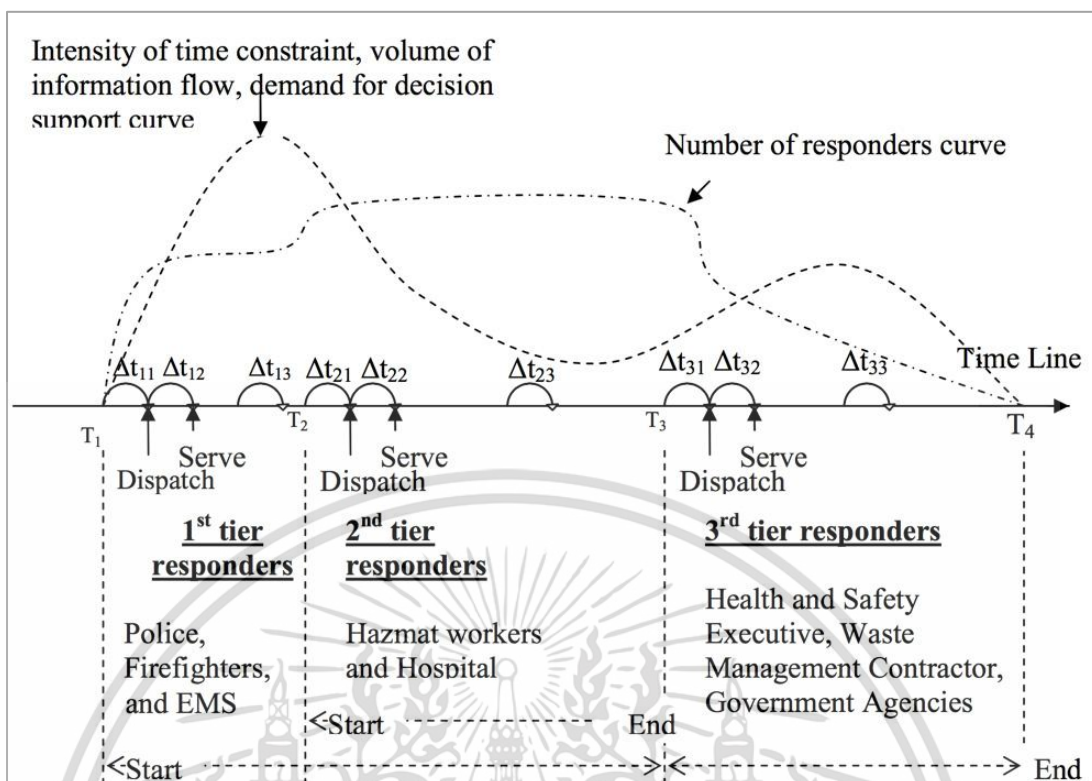 Intensity of time constraint, volume of
information flow, demand for decision
support curve
Number of responders curve
Δt11 Δt12 Δt13 Δt21 Δt22 Δt23 Δt31 Δt32 Δt33 Time Line
T1 T2 T3 T4
Serve Serve Serve
Dispatch Dispatch Dispatch
1st tier
responders
2nd tier
responders
3rd tier responders
Police,
Firefighters,
and EMS
Hazmat workers
and Hospital
Health and Safety
Executive, Waste
Management Contractor,
Government Agencies
Start End
Start End